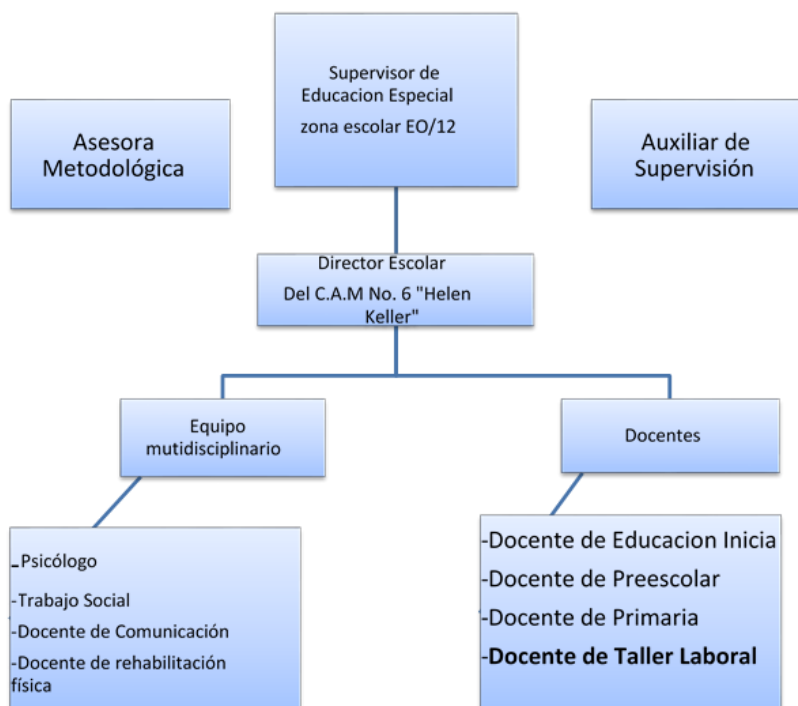 Supervisor de
Educacion Especial
zona escolar EO/12
Asesora
Metodológica
Auxiliar de
Supervisión
Director Escolar
Del C.A.M No. 6 "Helen
Keller"
Equipo
mutidisciplinario
Docentes
-Psicólogo
-Trabajo Social
-Docente de Comunicación
-Docente de rehabilitación
física
-Docente de Educacion Inicia
-Docente de Preescolar
-Docente de Primaria
-Docente de Taller Laboral